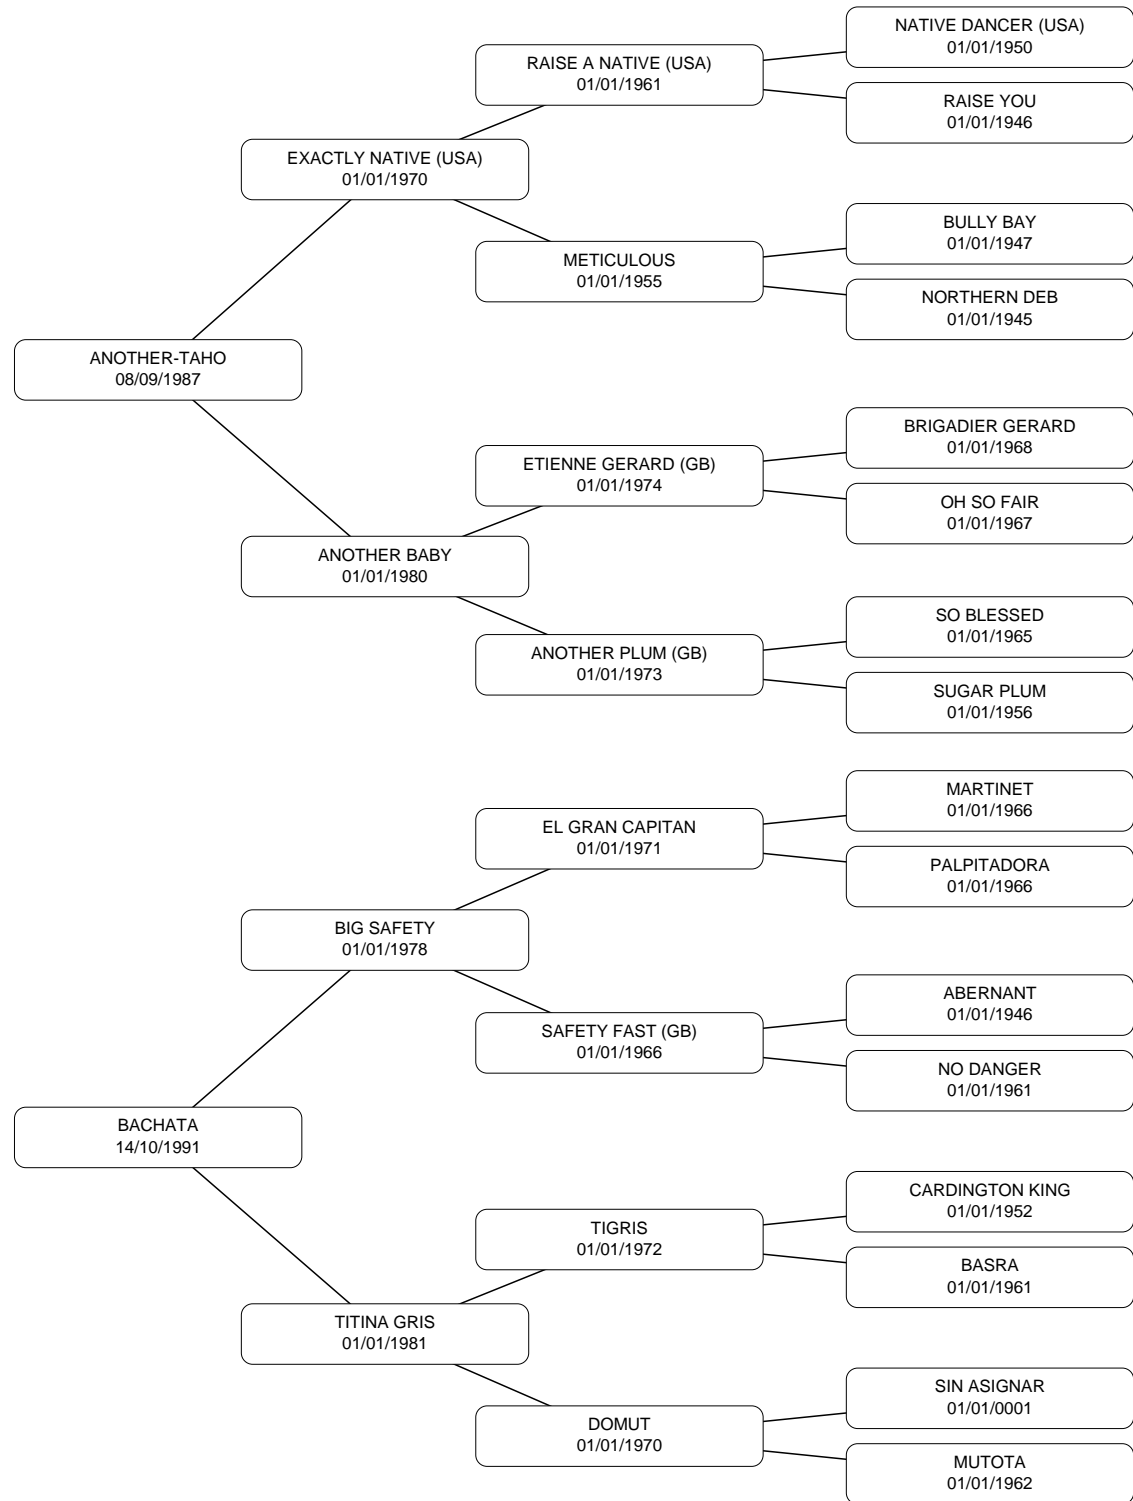 NATIVE DANCER (USA)
01/01/1950
RAISE A NATIVE (USA)
01/01/1961
RAISE YOU
01/01/1946
EXACTLY NATIVE (USA)
01/01/1970
BULLY BAY
01/01/1947
METICULOUS
01/01/1955
NORTHERN DEB
01/01/1945
ANOTHER-TAHO
08/09/1987
BRIGADIER GERARD
01/01/1968
ETIENNE GERARD (GB)
01/01/1974
OH SO FAIR
01/01/1967
ANOTHER BABY
01/01/1980
SO BLESSED
01/01/1965
ANOTHER PLUM (GB)
01/01/1973
SUGAR PLUM
01/01/1956
MARTINET
01/01/1966
EL GRAN CAPITAN
01/01/1971
PALPITADORA
01/01/1966
BIG SAFETY
01/01/1978
ABERNANT
01/01/1946
SAFETY FAST (GB)
01/01/1966
NO DANGER
01/01/1961
BACHATA
14/10/1991
CARDINGTON KING
01/01/1952
TIGRIS
01/01/1972
BASRA
01/01/1961
TITINA GRIS
01/01/1981
SIN ASIGNAR
01/01/0001
DOMUT
01/01/1970
MUTOTA
01/01/1962